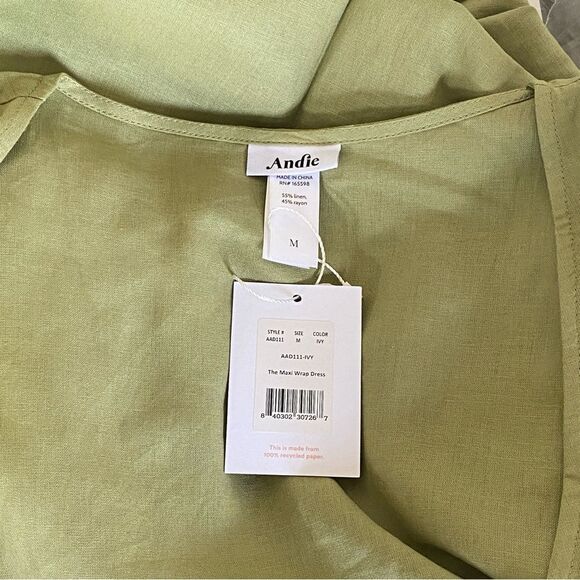 Andie
MADE IN CHINA
RN# 165598
55% linen,
45% rayon
M
STYLE # SIZE COLOR
AAD111 M IVY
AAD111-IVY
The Maxi Wrap Dress
8 40302 30726 7
This is made from
100% recycled paper.